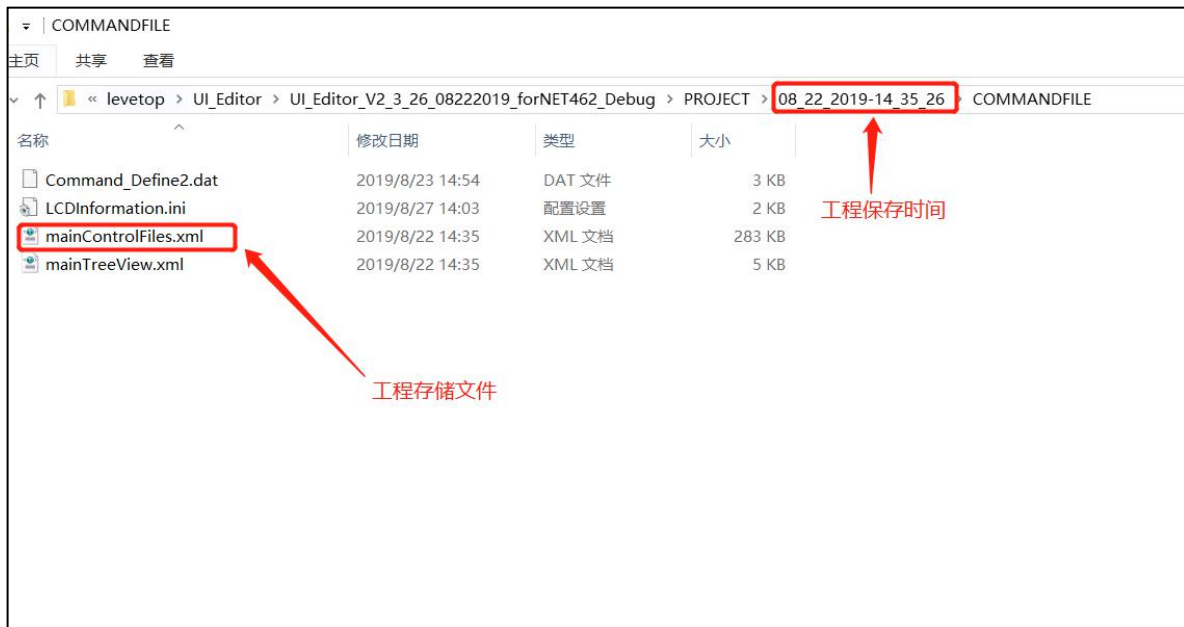 COMMANDFILE
主页 共享 查看
« levetop > UI_Editor > UI_Editor_V2_3_26_08222019_forNET462_Debug > PROJECT > 08_22_2019-14_35_26 > COMMANDFILE
名称 修改日期 类型 大小
Command_Define2.dat 2019/8/23 14:54 DAT 文件 3 KB
LCDInformation.ini 2019/8/27 14:03 配置设置 2 KB
工程保存时间
mainControlFiles.xml 2019/8/22 14:35 XML 文档 283 KB
mainTreeView.xml 2019/8/22 14:35 XML 文档 5 KB
工程存储文件